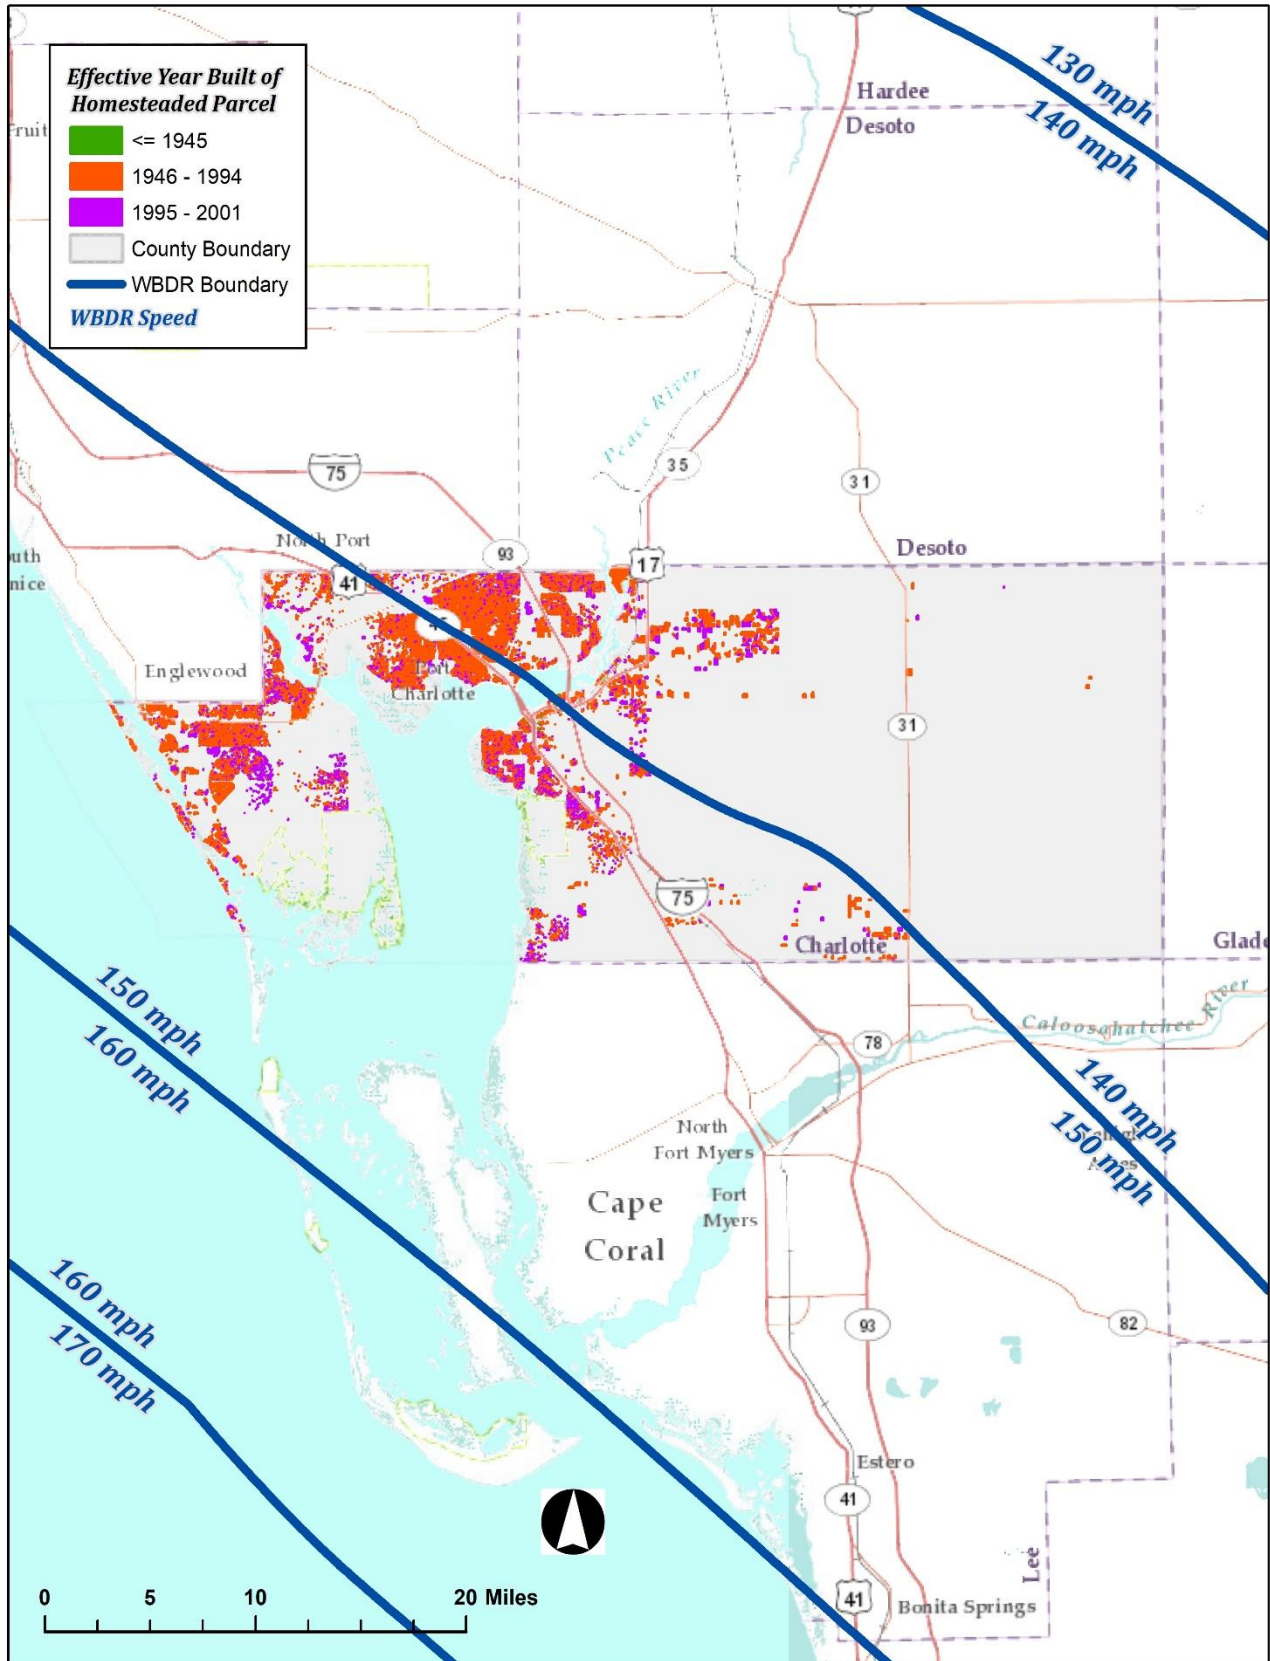 Effective Year Built of
Homesteaded Parcel
<= 1945
1946 - 1994
1995 - 2001
County Boundary
WBDR Boundary
WBDR Speed
130 mph
140 mph
Hardee
Desoto
Peace River
35
31
75
North Port
93
17
Desoto
41
Englewood
Port
Charlotte
31
75
Charlotte
Glade
150 mph
160 mph
Caloosahatchee River
78
140 mph
150 mph
North
Fort Myers
Cape
Coral
Fort
Myers
160 mph
170 mph
93
82
Estero
41
Lee
41
Bonita Springs
0 5 10 20 Miles